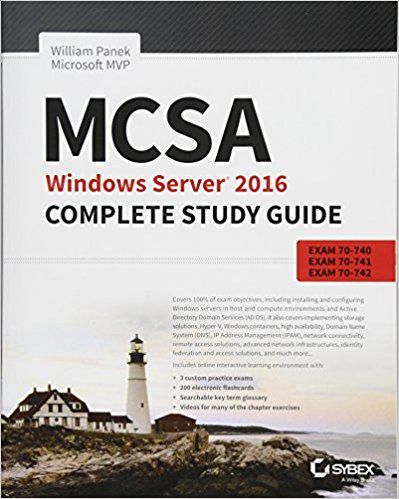 William Panek
Microsoft MVP
MCSA
Windows Server® 2016
COMPLETE STUDY GUIDE
EXAM 70-740
EXAM 70-741
EXAM 70-742
Covers 100% of exam objectives, including installing and configuring
Windows servers in host and compute environments and Active
Directory Domain Services (AD DS). It also covers implementing storage
solutions, Hyper-V, Windows containers, high availability, Domain Name
System (DNS), IP Address Management (IPAM), network connectivity,
remote access solutions, advanced network infrastructures, identity
federation and access solutions, and much more...
Includes online interactive learning environment with:
• 3 custom practice exams
• 200 electronic flashcards
• Searchable key term glossary
• Videos for many of the chapter exercises
SYBEX
A Wiley Brand